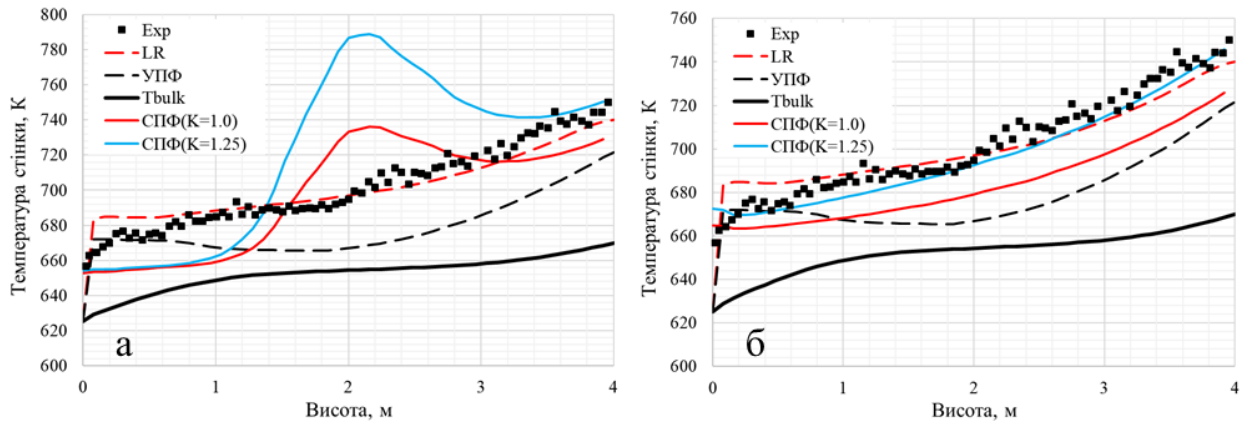 800
780
760
740
720
700
680
660
640
620
600
Температура стінки, К
Exp
LR
УПФ
Tbulk
СПФ(K=1.0)
СПФ(K=1.25)
а
0
1
2
3
4
Висота, м
760
740
720
700
680
660
640
620
600
Температура стінки, К
Exp
LR
УПФ
Tbulk
СПФ(K=1.0)
СПФ(K=1.25)
б
0
1
2
3
4
Висота, м